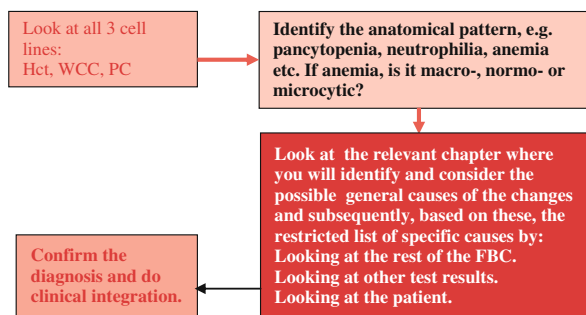 Look at all 3 cell
lines:
Hct, WCC, PC
Identify the anatomical pattern, e.g.
pancytopenia, neutrophilia, anemia
etc. If anemia, is it macro-, normo- or
microcytic?
Look at the relevant chapter where
you will identify and consider the
possible general causes of the changes
and subsequently, based on these, the
restricted list of specific causes by:
Looking at the rest of the FBC.
Looking at other test results.
Looking at the patient.
Confirm the
diagnosis and do
clinical integration.